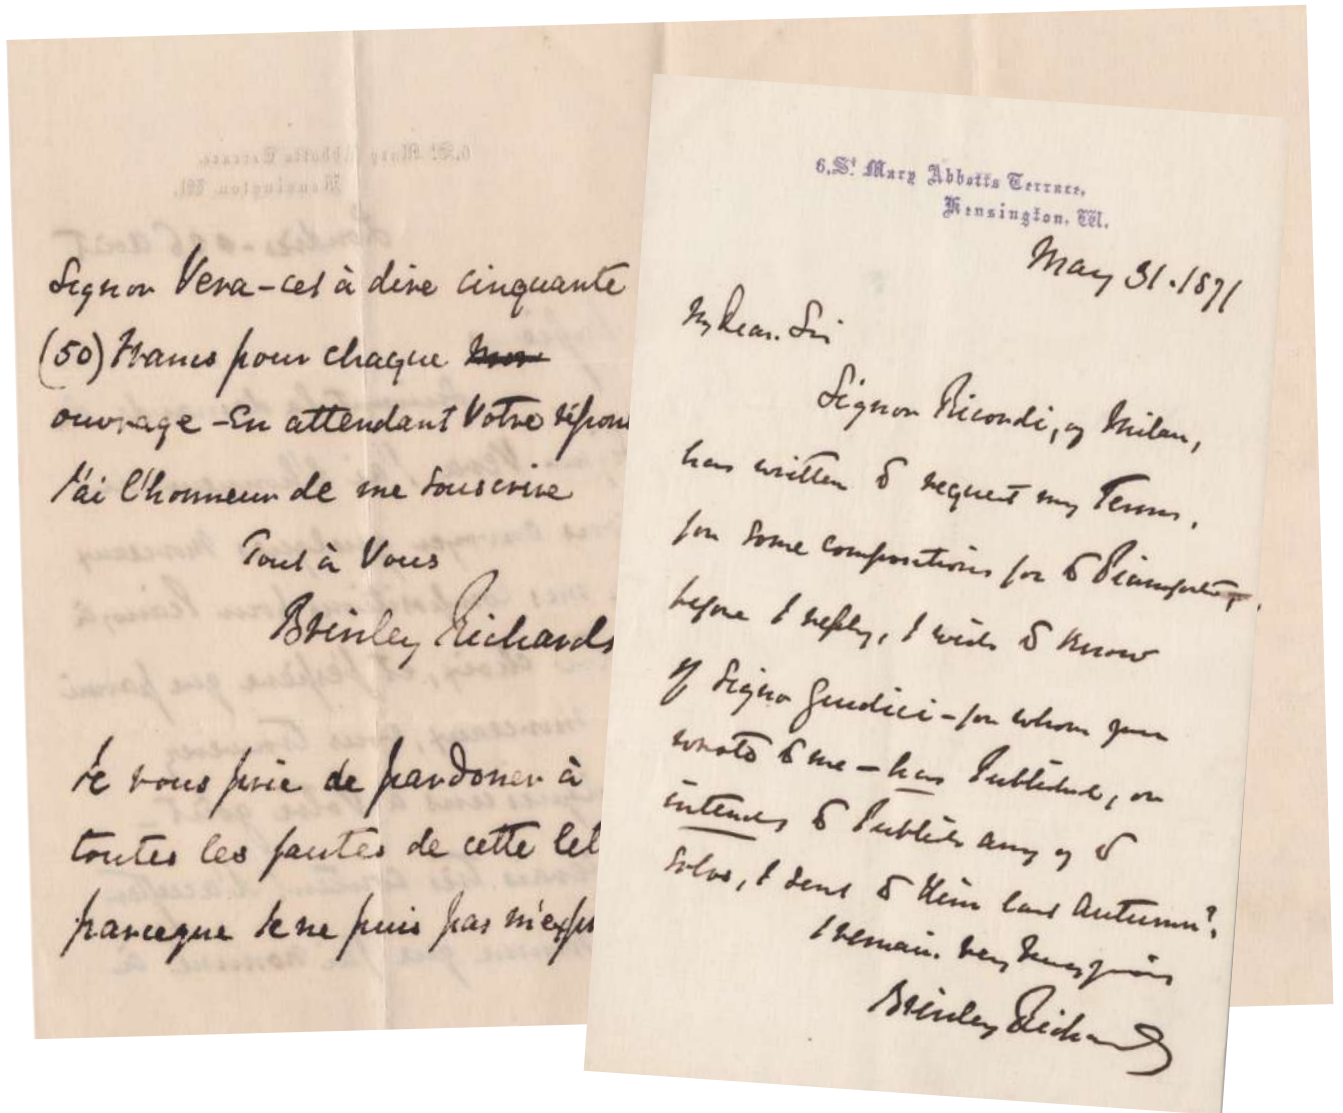 Signor Vera - cet à dire cinquante
(50) Francs pour chaque
ouvrage - En attendant Votre répon
J'ai l'honneur de me souscrire
Tout à Vous
Brinley Richards
Je vous prie de pardoner à
toutes les fautes de cette let
parceque Je ne puis pas m'exp
6, St. Mary Abbotts Terrace,
Kensington. W.
May 31. 1871
My Dear. Sir
Signor Ricordi, of Milan,
has written to request my Terms.
for some compositions for the Pianoforte,
before I reply, I wish to know
if Signor Giudici - for whom you
wrote to me - has Published, or
intends to Publish any of the
Solos, I sent to Him last Autumn?.
I remain. very truly yours
Brinley Richards